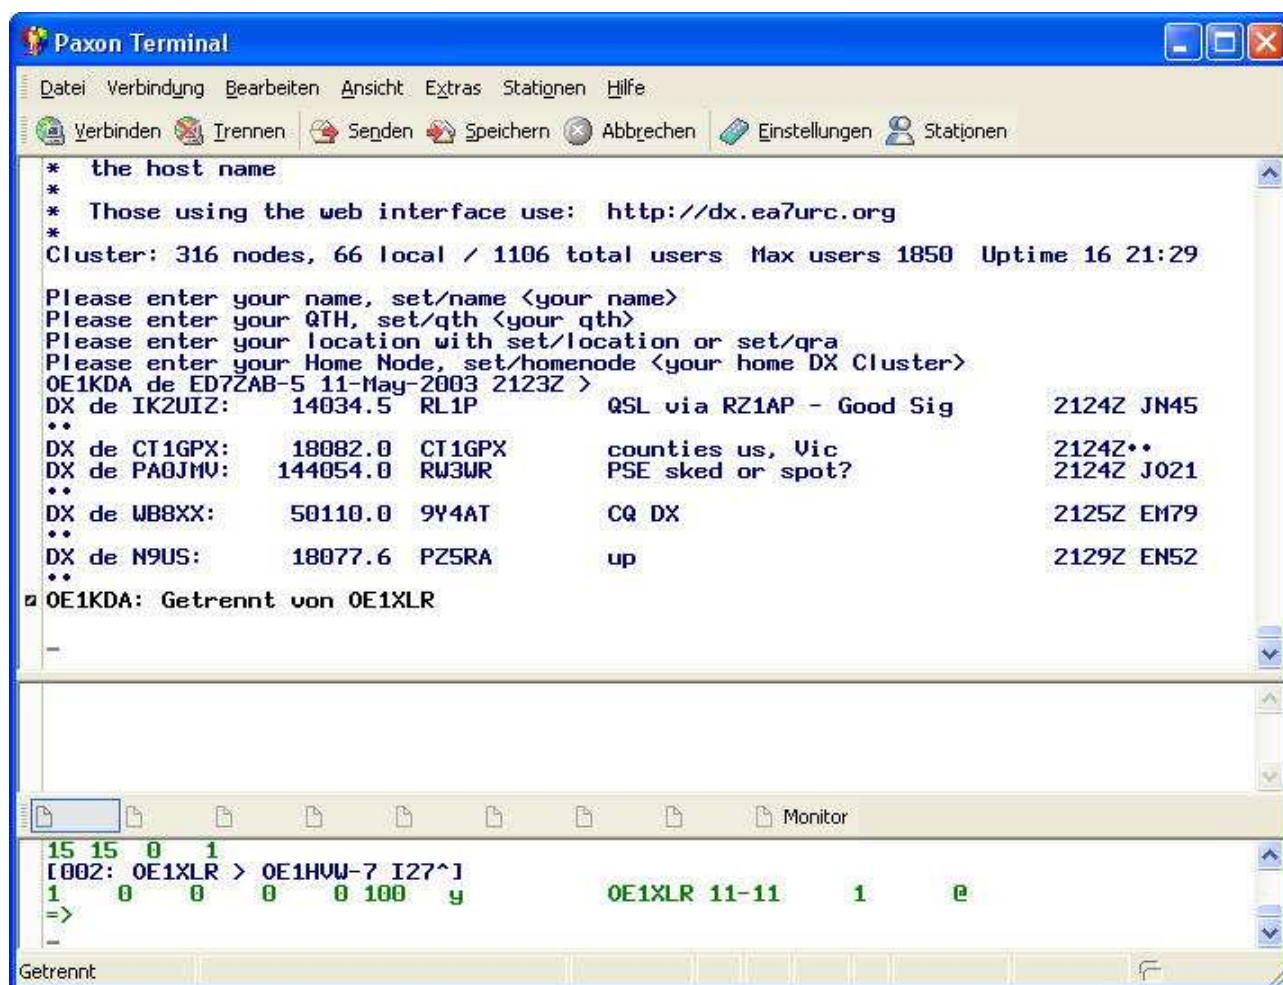 Paxon Terminal
Datei Verbindung Bearbeiten Ansicht Extras Stationen Hilfe
Verbinden Trennen Senden Speichern Abbrechen Einstellungen Stationen
* the host name
*
* Those using the web interface use: http://dx.ea7urc.org
*
Cluster: 316 nodes, 66 local / 1106 total users Max users 1850 Uptime 16 21:29
Please enter your name, set/name <your name>
Please enter your QTH, set/qth <your qth>
Please enter your location with set/location or set/qra
Please enter your Home Node, set/homenode <your home DX Cluster>
OE1KDA de ED7ZAB-5 11-May-2003 2123Z >
DX de IK2UIZ: 14034.5 RL1P QSL via RZ1AP - Good Sig 2124Z JN45
••
DX de CT1GPX: 18082.0 CT1GPX counties us, Vic 2124Z••
DX de PA0JMV: 144054.0 RW3WR PSE sked or spot? 2124Z JO21
••
DX de WB8XX: 50110.0 9Y4AT CQ DX 2125Z EM79
••
DX de N9US: 18077.6 PZ5RA up 2129Z EN52
••
OE1KDA: Getrennt von OE1XLR
_
Monitor
15 15 0 1
[002: OE1XLR > OE1HVW-7 I27^]
1 0 0 0 0 100 y OE1XLR 11-11 1 @
=>
_
Getrennt